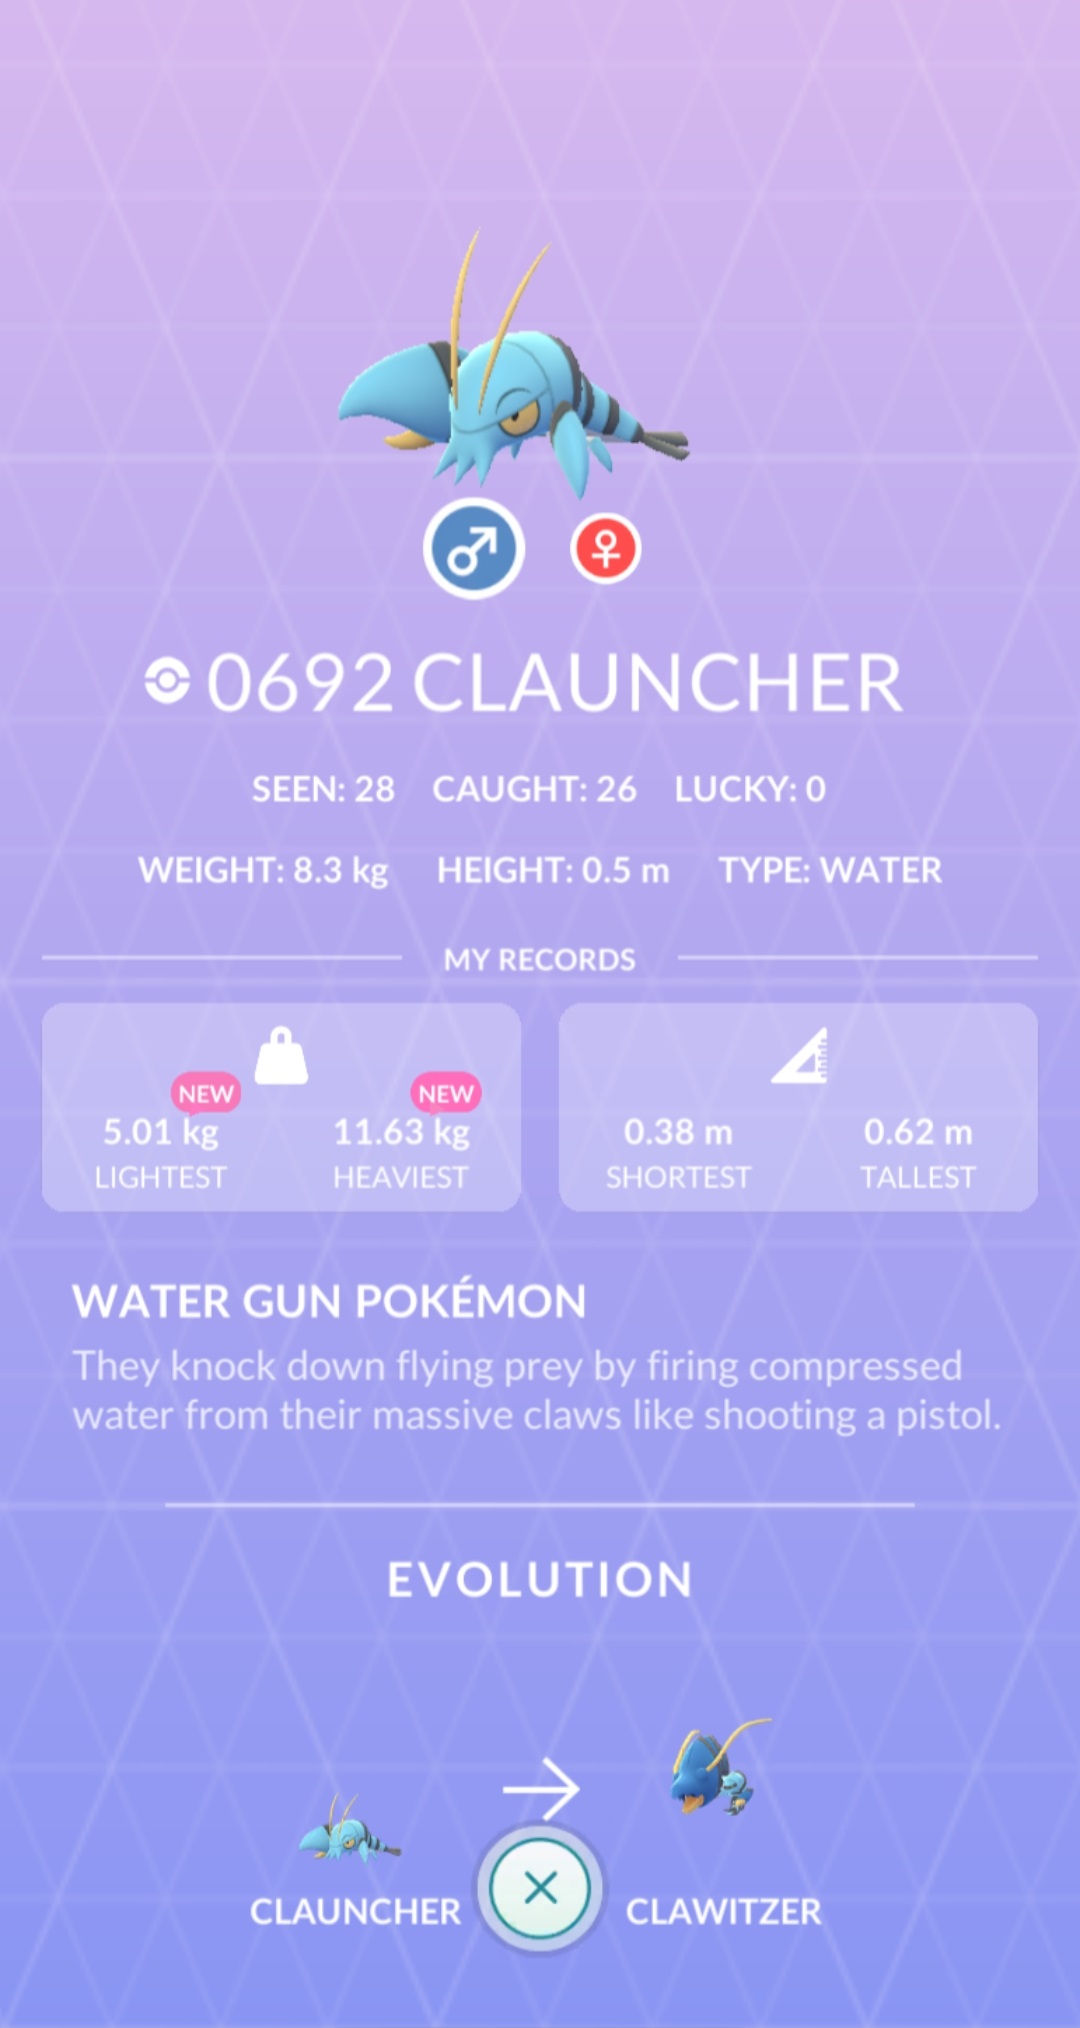 0692 CLAUNCHER
SEEN: 28 CAUGHT: 26 LUCKY: 0
WEIGHT: 8.3 kg HEIGHT: 0.5 m TYPE: WATER
MY RECORDS
NEW NEW
5.01 kg 11.63 kg 0.38 m 0.62 m
LIGHTEST HEAVIEST SHORTEST TALLEST
WATER GUN POKÉMON
They knock down flying prey by firing compressed
water from their massive claws like shooting a pistol.
EVOLUTION
CLAUNCHER CLAWITZER